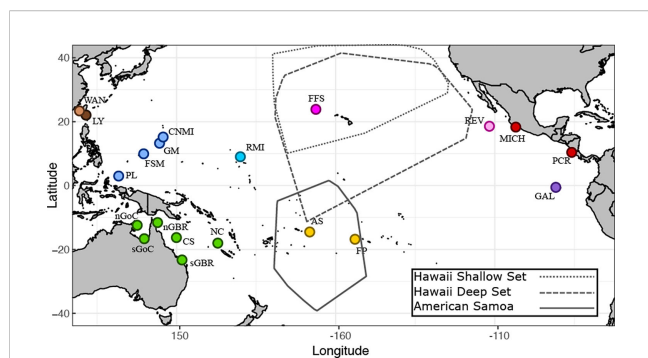 40
20
0
−20
−40
Latitude
WAN
LY
CNMI
GM
FSM
PL
RMI
FFS
REV
MICH
PCR
GAL
nGoC
nGBR
sGoC
CS
NC
sGBR
AS
FP
Hawaii Shallow Set
Hawaii Deep Set
American Samoa
150
-160
-110
Longitude